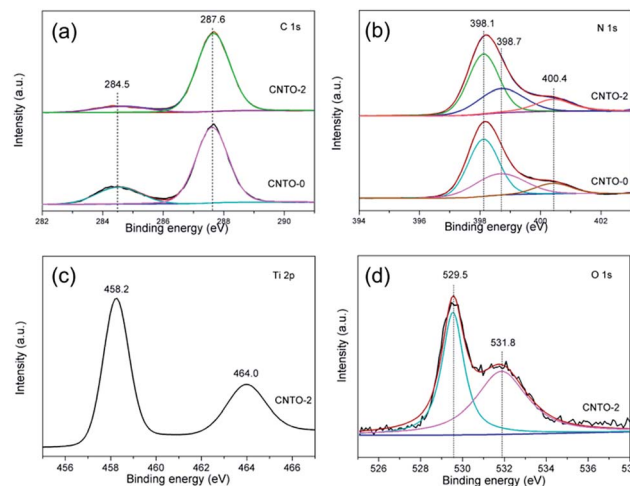 (a)
287.6
C 1s
284.5
CNTO-2
CNTO-0
Intensity (a.u.)
282 284 286 288 290
Binding energy (eV)
(b)
398.1
N 1s
398.7
400.4
CNTO-2
CNTO-0
Intensity (a.u.)
394 396 398 400 402
Binding energy (eV)
(c)
Ti 2p
458.2
464.0
CNTO-2
Intensity (a.u.)
456 458 460 462 464 466
Binding energy (eV)
(d)
529.5
O 1s
531.8
CNTO-2
Intensity (a.u.)
526 528 530 532 534 536 538
Binding energy (eV)